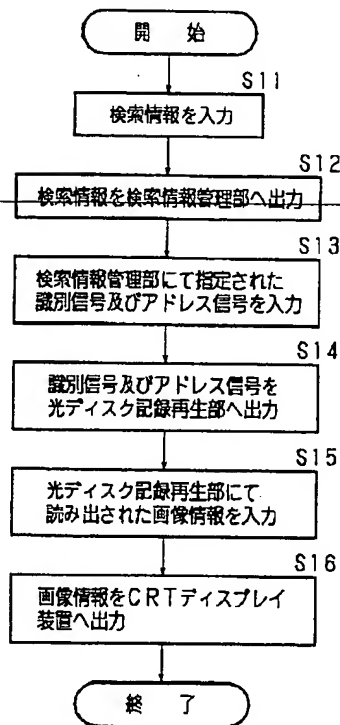 開 始
S11
検索情報を入力
S12
検索情報を検索情報管理部へ出力
S13
検索情報管理部にて指定された
識別信号及びアドレス信号を入力
S14
識別信号及びアドレス信号を
光ディスク記録再生部へ出力
S15
光ディスク記録再生部にて
読み出された画像情報を入力
S16
画像情報をCRTディスプレイ
装置へ出力
終 了